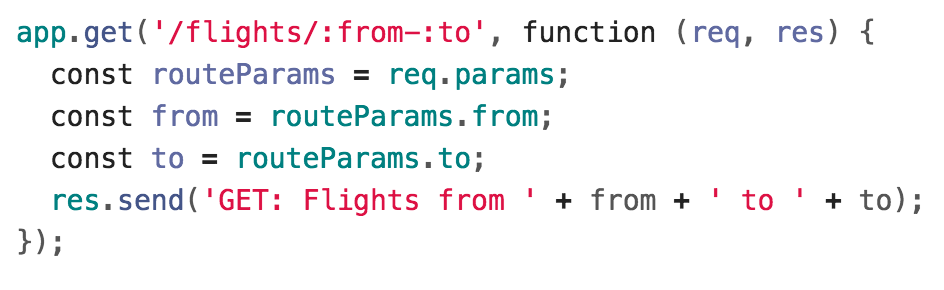 app.get('/flights/:from-:to', function (req, res) {
  const routeParams = req.params;
  const from = routeParams.from;
  const to = routeParams.to;
  res.send('GET: Flights from ' + from + ' to ' + to);
});